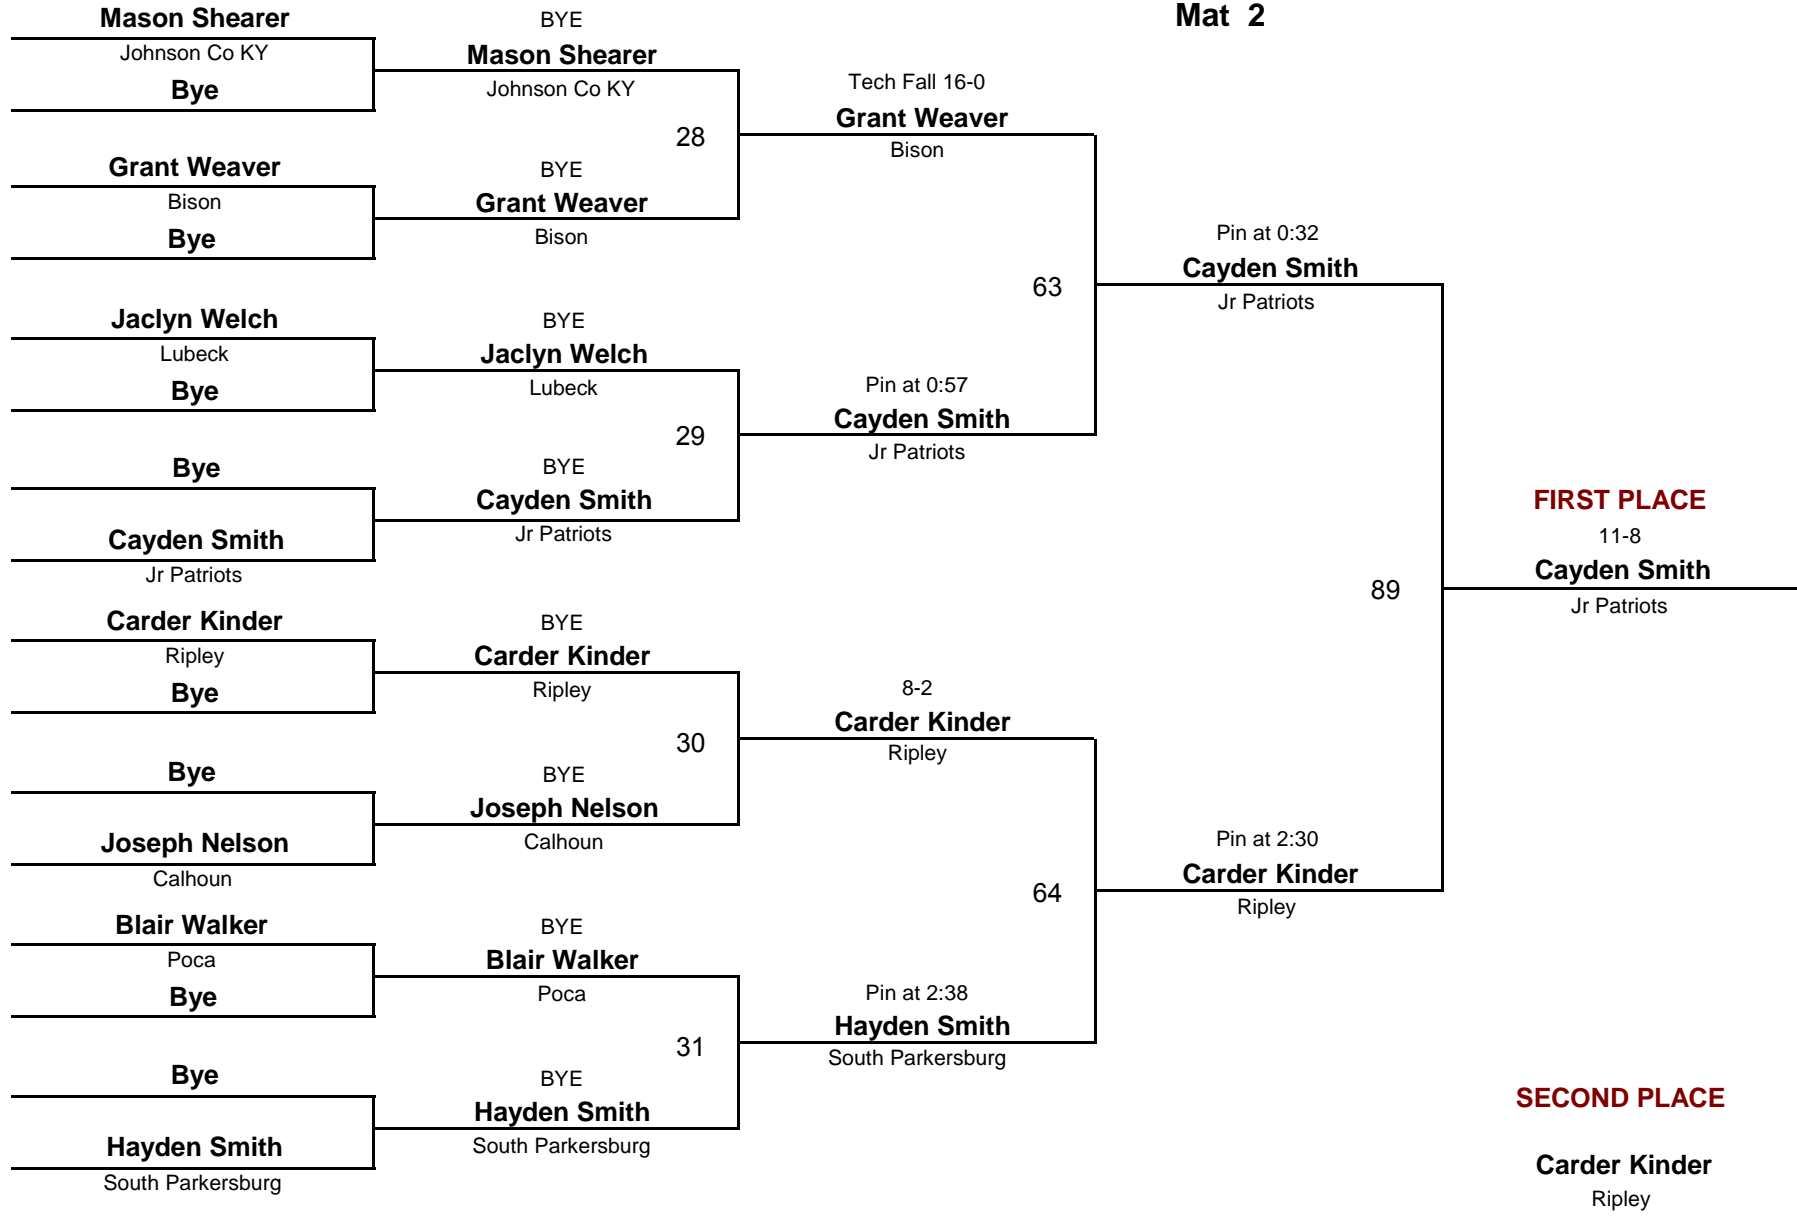 Mat 2
Mason Shearer
Johnson Co KY
Bye
Grant Weaver
Bison
Bye
Jaclyn Welch
Lubeck
Bye
Bye
Cayden Smith
Jr Patriots
Carder Kinder
Ripley
Bye
Bye
Joseph Nelson
Calhoun
Blair Walker
Poca
Bye
Bye
Hayden Smith
South Parkersburg
BYE
Mason Shearer
Johnson Co KY
28
BYE
Grant Weaver
Bison
BYE
Jaclyn Welch
Lubeck
29
BYE
Cayden Smith
Jr Patriots
BYE
Carder Kinder
Ripley
30
BYE
Joseph Nelson
Calhoun
BYE
Blair Walker
Poca
31
BYE
Hayden Smith
South Parkersburg
Tech Fall 16-0
Grant Weaver
Bison
63
Pin at 0:57
Cayden Smith
Jr Patriots
8-2
Carder Kinder
Ripley
64
Pin at 2:38
Hayden Smith
South Parkersburg
Pin at 0:32
Cayden Smith
Jr Patriots
89
Pin at 2:30
Carder Kinder
Ripley
FIRST PLACE
11-8
Cayden Smith
Jr Patriots
SECOND PLACE
Carder Kinder
Ripley